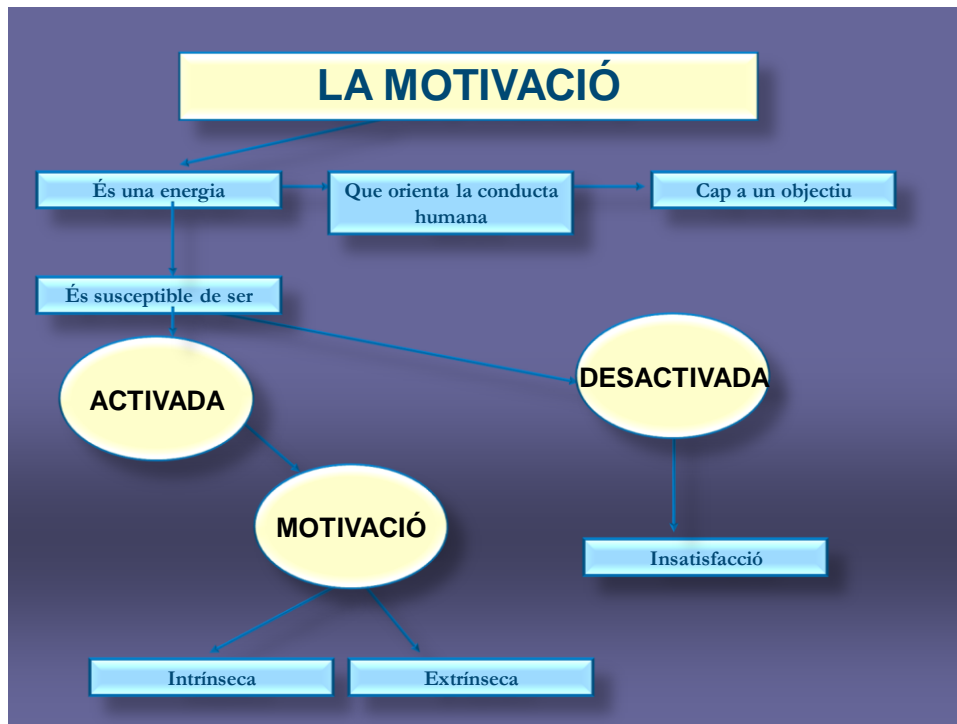 LA MOTIVACIÓ
És una energia
Que orienta la conducta
humana
Cap a un objectiu
És susceptible de ser
ACTIVADA
DESACTIVADA
MOTIVACIÓ
Insatisfacció
Intrínseca
Extrínseca